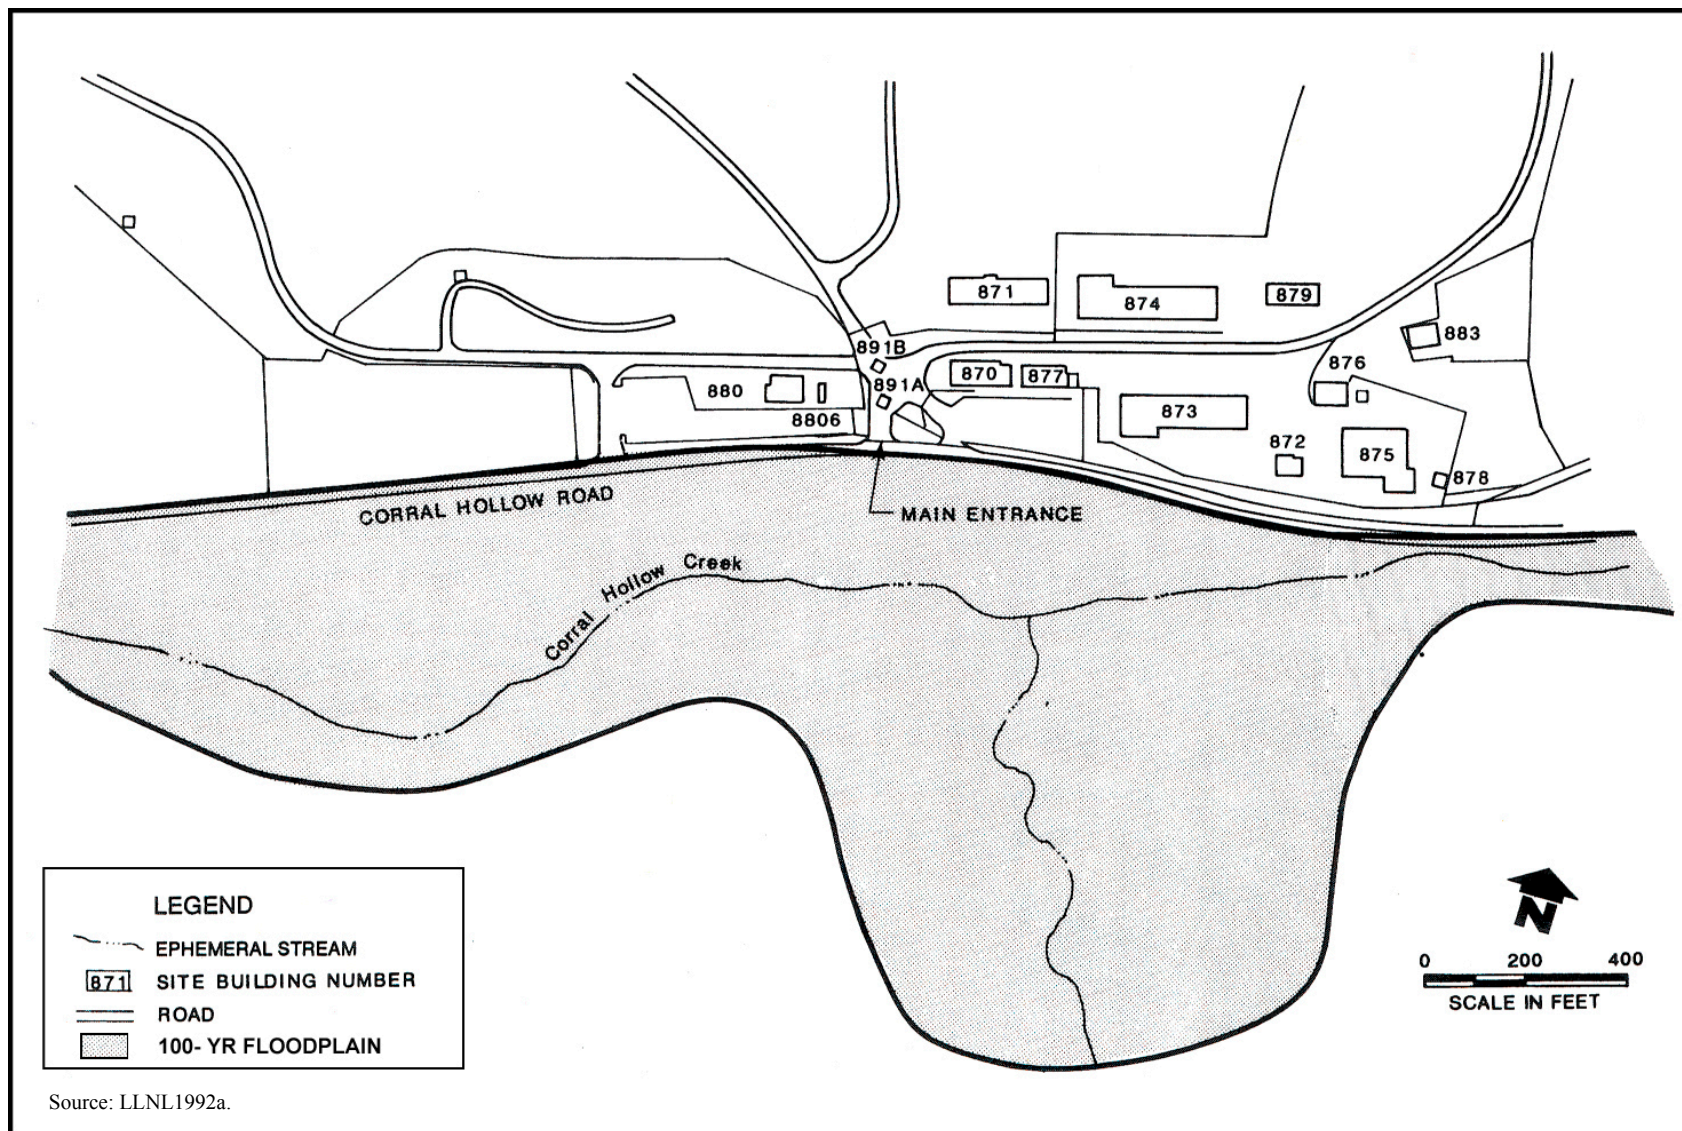 871
874
879
883
891B
876
870
877
891A
880
873
8806
872
875
878
CORRAL HOLLOW ROAD
MAIN ENTRANCE
Corral Hollow Creek
LEGEND
EPHEMERAL STREAM
871 SITE BUILDING NUMBER
ROAD
100- YR FLOODPLAIN
N
0 200 400
SCALE IN FEET
Source: LLNL1992a.